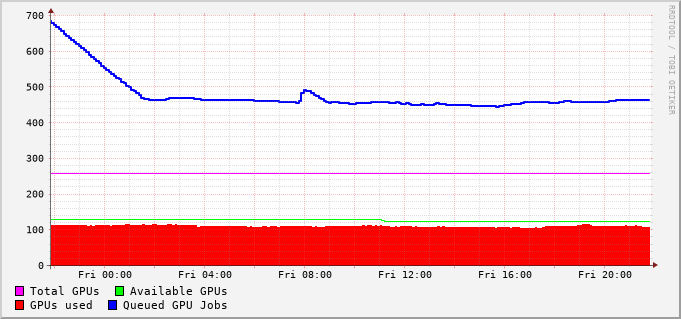 RRDTOOL / TOBI OETIKER
700
600
500
400
300
200
100
0
Fri 00:00 Fri 04:00 Fri 08:00 Fri 12:00 Fri 16:00 Fri 20:00
Total GPUs Available GPUs
GPUs used Queued GPU Jobs